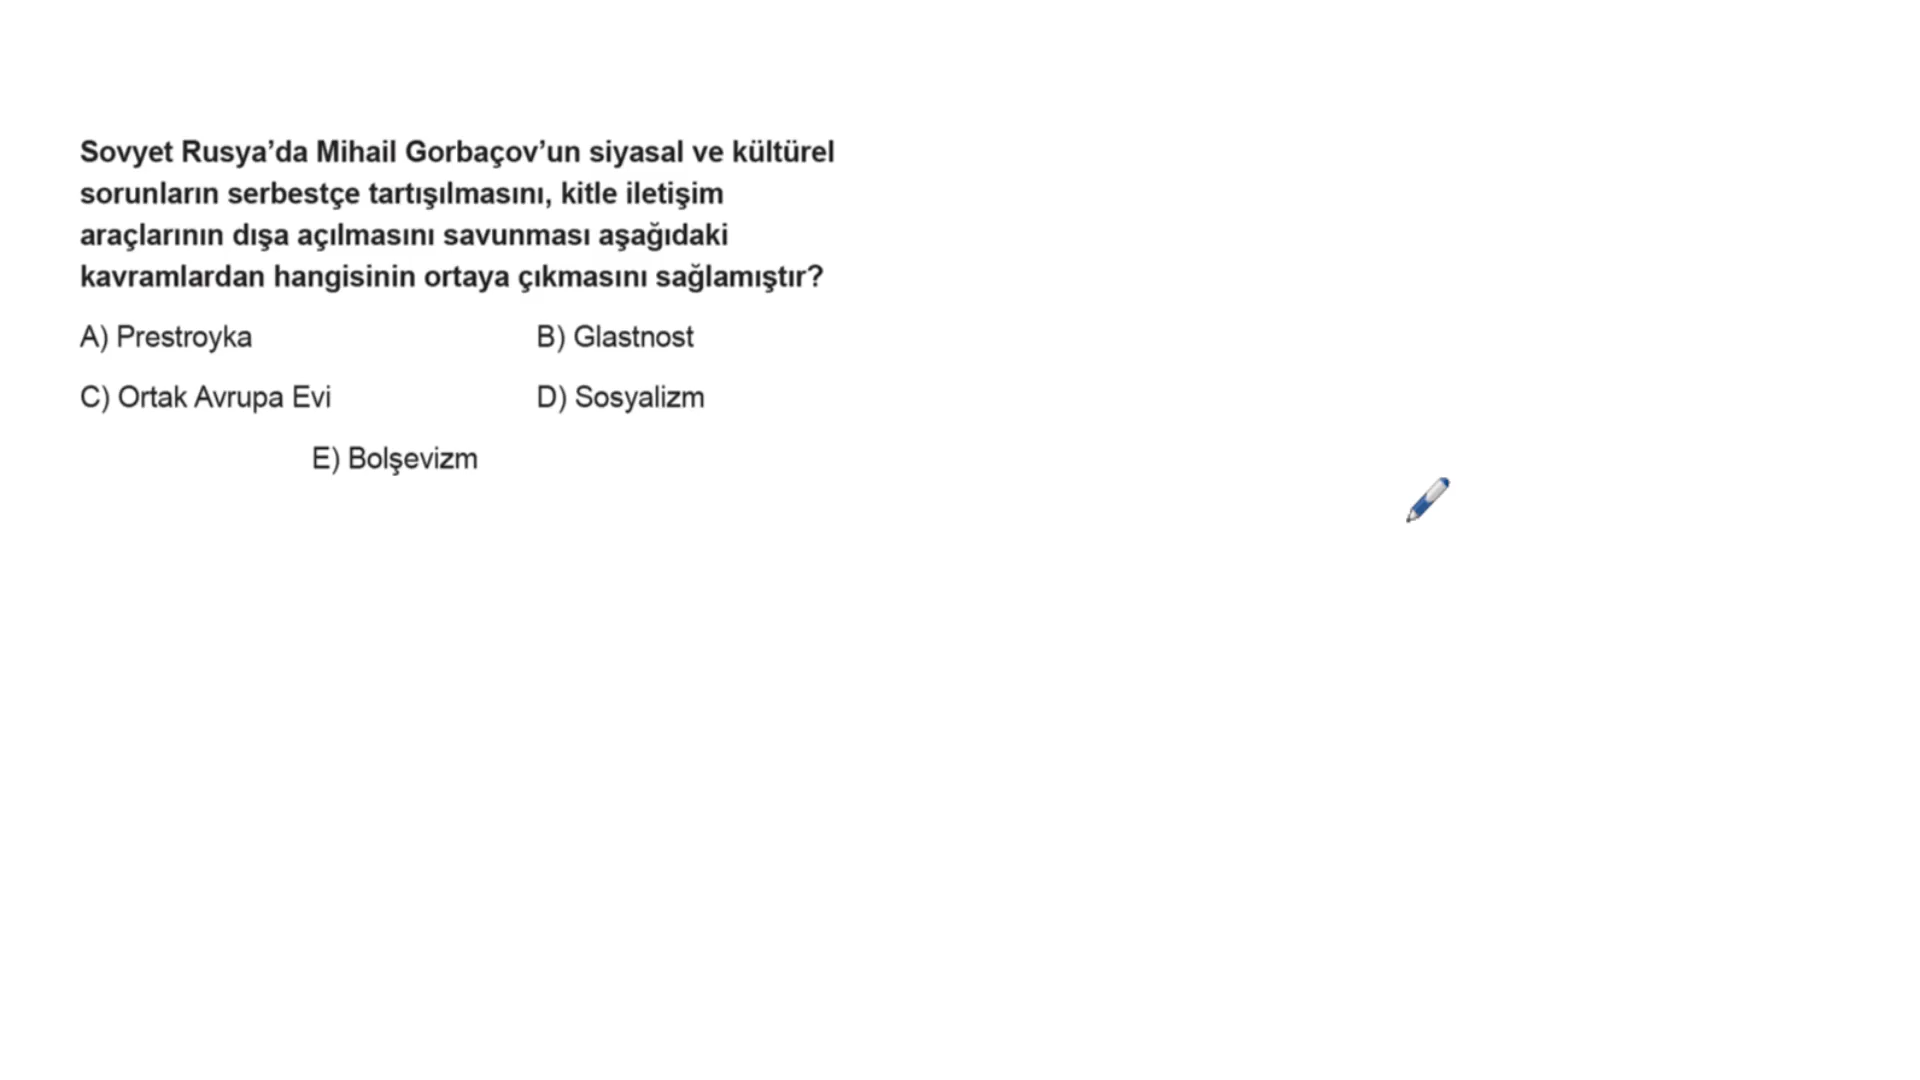 Sovyet Rusya’da Mihail Gorbaçov’un siyasal ve kültürel
sorunların serbestçe tartışılmasını, kitle iletişim
araçlarının dışa açılmasını savunması aşağıdaki
kavramlardan hangisinin ortaya çıkmasını sağlamıştır?
A) Prestroyka B) Glastnost
C) Ortak Avrupa Evi D) Sosyalizm
E) Bolşevizm